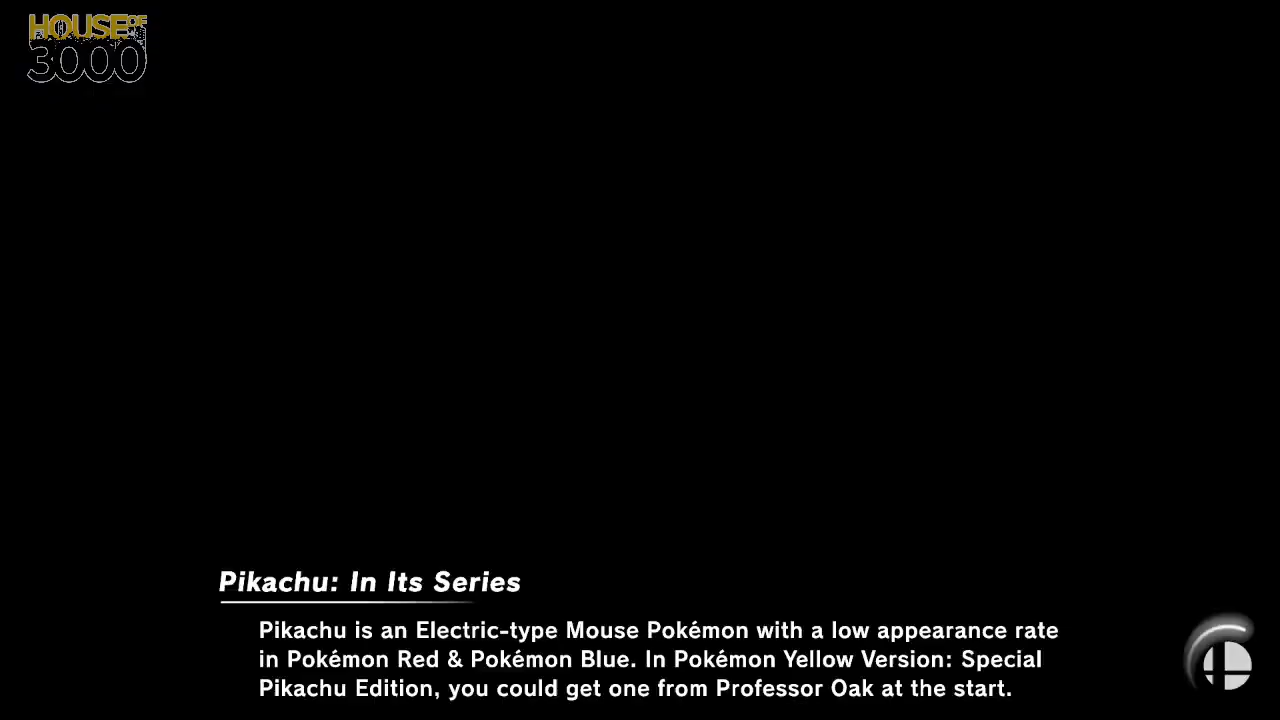 HOUSE OF
3000
Pikachu: In Its Series
Pikachu is an Electric-type Mouse Pokémon with a low appearance rate
in Pokémon Red & Pokémon Blue. In Pokémon Yellow Version: Special
Pikachu Edition, you could get one from Professor Oak at the start.